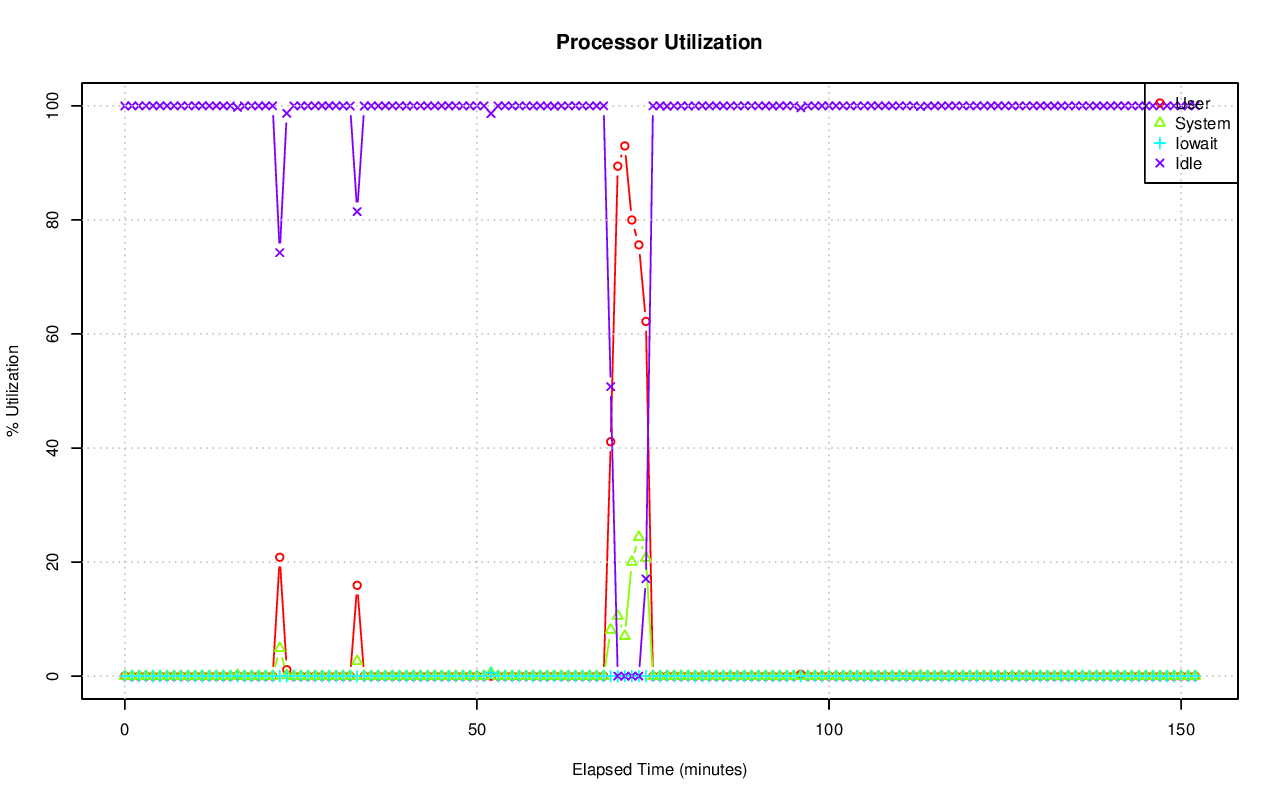 Processor Utilization
100
80
60
40
20
0
% Utilization
User
System
Iowait
Idle
0 50 100 150
Elapsed Time (minutes)